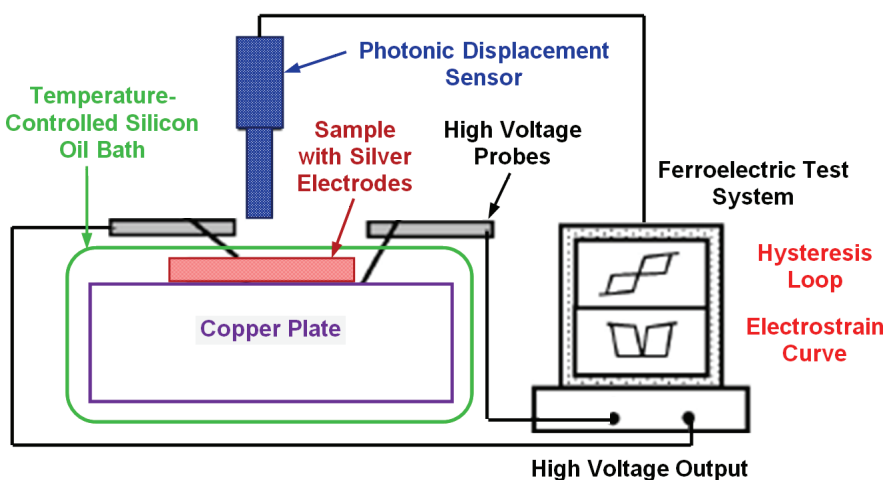 Photonic Displacement
Sensor
Temperature-
Controlled Silicon
Oil Bath
Sample
with Silver
Electrodes
High Voltage
Probes
Ferroelectric Test
System
Hysteresis
Loop
Electrostrain
Curve
Copper Plate
High Voltage Output